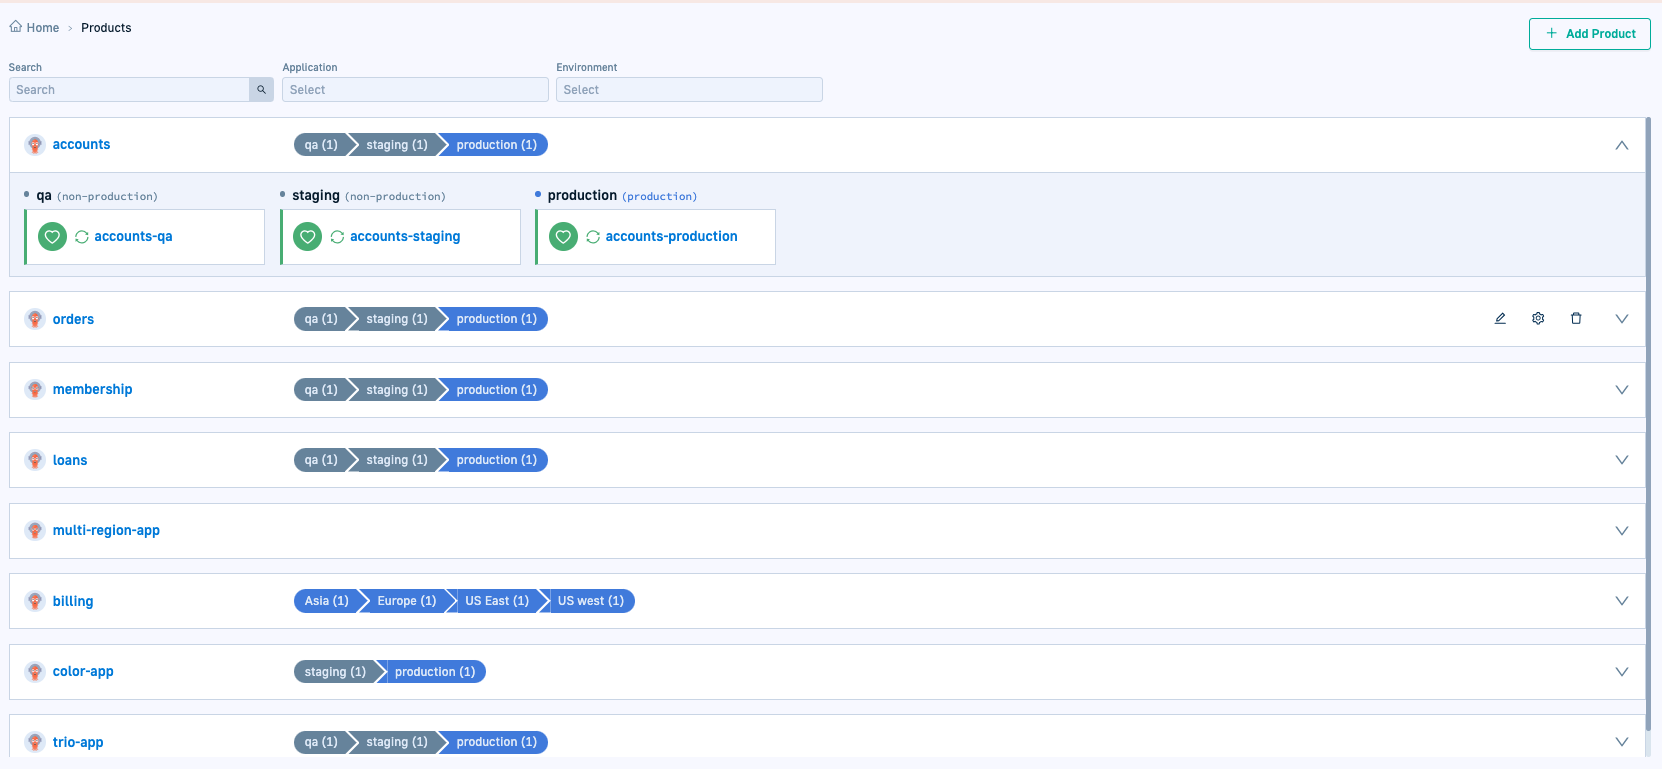 Home > Products
+ Add Product
Search Application Environment
Search Select Select
accounts qa (1) staging (1) production (1)
qa (non-production) staging (non-production) production (production)
accounts-qa accounts-staging accounts-production
orders qa (1) staging (1) production (1)
membership qa (1) staging (1) production (1)
loans qa (1) staging (1) production (1)
multi-region-app
billing Asia (1) Europe (1) US East (1) US west (1)
color-app staging (1) production (1)
trio-app qa (1) staging (1) production (1)